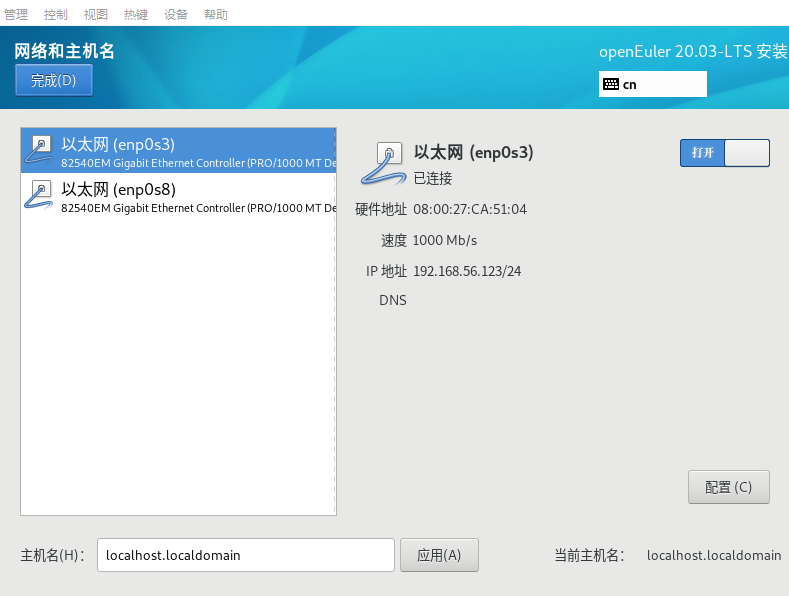 管理 控制 视图 热键 设备 帮助
网络和主机名
openEuler 20.03-LTS 安装
完成(D)
cn
以太网 (enp0s3)
82540EM Gigabit Ethernet Controller (PRO/1000 MT De
以太网 (enp0s8)
82540EM Gigabit Ethernet Controller (PRO/1000 MT De
以太网 (enp0s3)
已连接
打开
硬件地址 08:00:27:CA:51:04
速度 1000 Mb/s
IP 地址 192.168.56.123/24
DNS
配置 (C)
主机名(H)： localhost.localdomain 应用(A) 当前主机名： localhost.localdomain